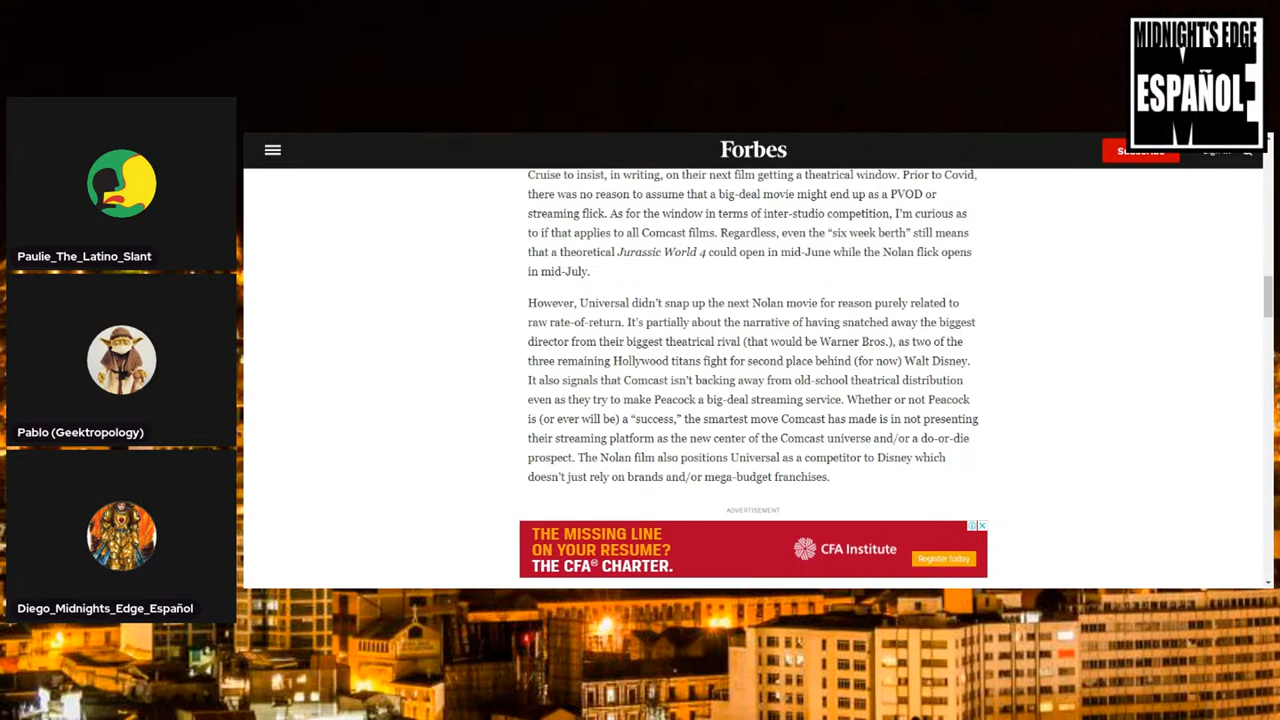 MIDNIGHT'S EDGE
ESPAÑOL
Forbes
Paulie_The_Latino_Slant
Pablo (Geektropology)
Diego_Midnights_Edge_Español
Cruise to insist, in writing, on their next film getting a theatrical window. Prior to Covid,
there was no reason to assume that a big-deal movie might end up as a PVOD or
streaming flick. As for the window in terms of inter-studio competition, I'm curious as
to if that applies to all Comcast films. Regardless, even the “six week berth” still means
that a theoretical Jurassic World 4 could open in mid-June while the Nolan flick opens
in mid-July.
However, Universal didn't snap up the next Nolan movie for reason purely related to
raw rate-of-return. It's partially about the narrative of having snatched away the biggest
director from their biggest theatrical rival (that would be Warner Bros.), as two of the
three remaining Hollywood titans fight for second place behind (for now) Walt Disney.
It also signals that Comcast isn't backing away from old-school theatrical distribution
even as they try to make Peacock a big-deal streaming service. Whether or not Peacock
is (or ever will be) a “success,” the smartest move Comcast has made is in not presenting
their streaming platform as the new center of the Comcast universe and/or a do-or-die
prospect. The Nolan film also positions Universal as a competitor to Disney which
doesn't just rely on brands and/or mega-budget franchises.
ADVERTISEMENT
THE MISSING LINE
ON YOUR RESUME?
THE CFA® CHARTER.
CFA Institute
Register today